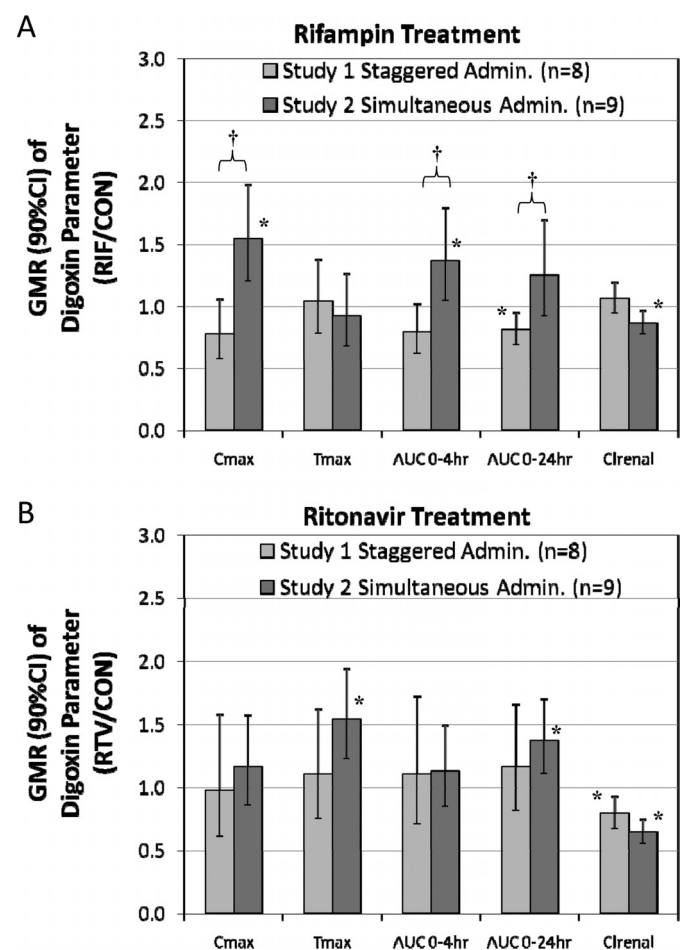 A
Rifampin Treatment
Study 1 Staggered Admin. (n=8)
Study 2 Simultaneous Admin. (n=9)
GMR (90%CI) of
Digoxin Parameter
(RIF/CON)
3.0
2.5
2.0
1.5
1.0
0.5
0.0
†
*
†
*
†
*
*
Cmax Tmax AUC 0-4hr AUC 0-24hr Clrenal
B
Ritonavir Treatment
Study 1 Staggered Admin. (n=8)
Study 2 Simultaneous Admin. (n=9)
GMR (90%CI) of
Digoxin Parameter
(RTV/CON)
3.0
2.5
2.0
1.5
1.0
0.5
0.0
*
*
*
*
Cmax Tmax AUC 0-4hr AUC 0-24hr Clrenal